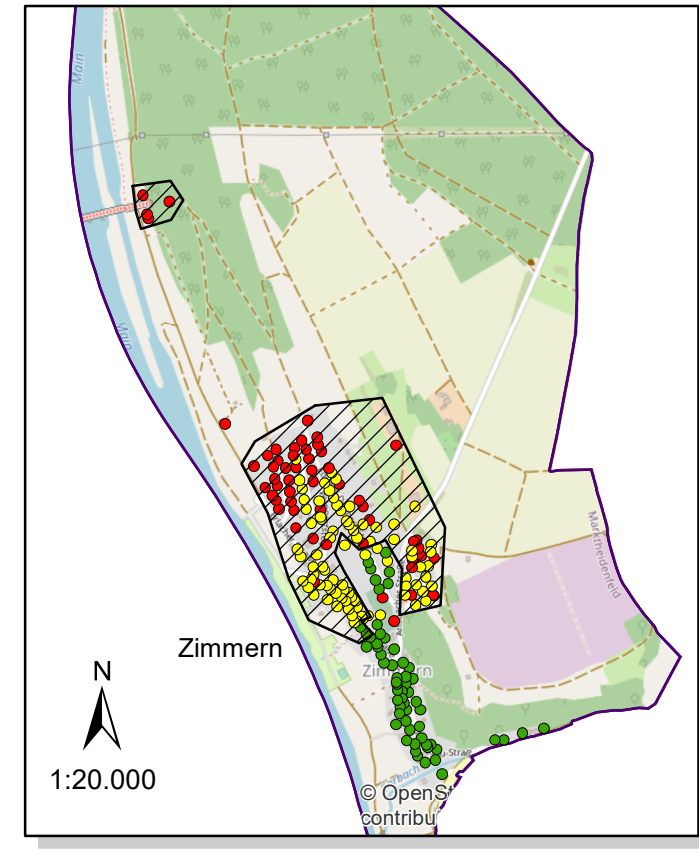 Main
Main
Marktheidenfeld
Zimmern
Zimmern
N
1:20.000
© OpenSt
contribu